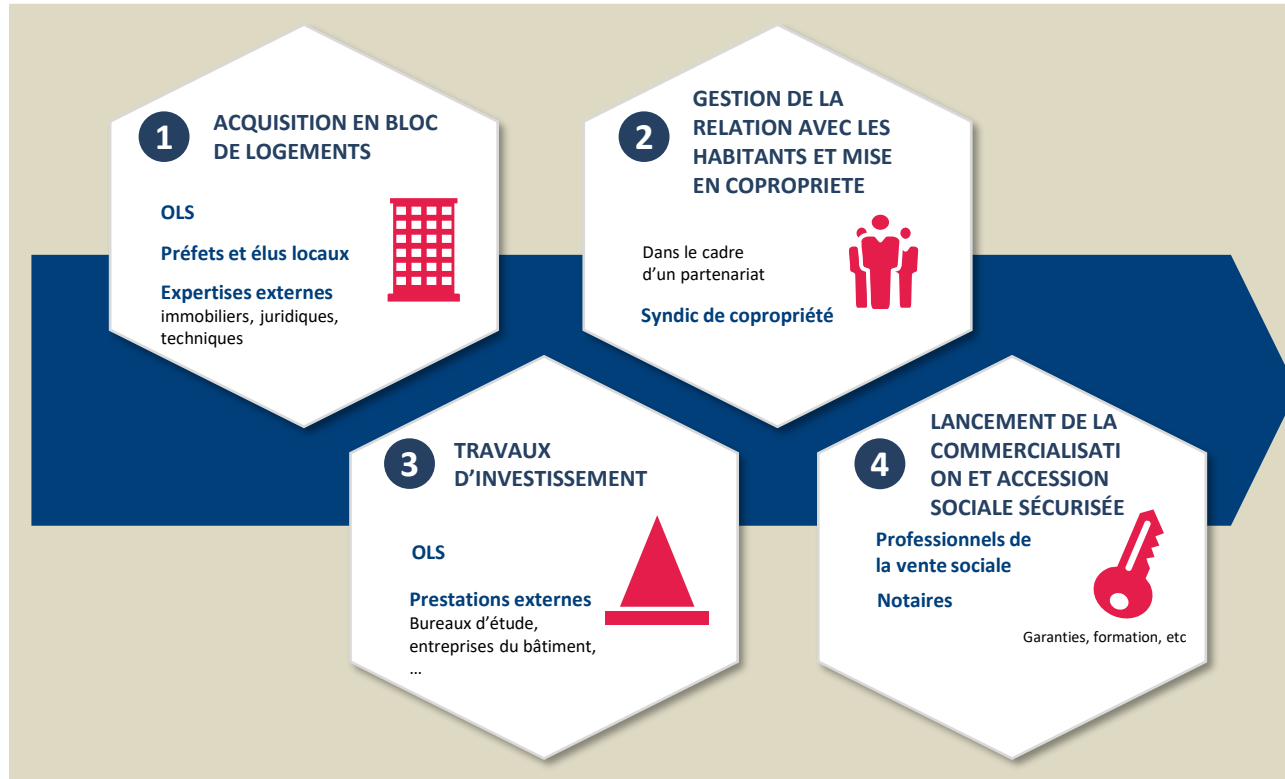 1
ACQUISITION EN BLOC
DE LOGEMENTS
OLS
Préfets et élus locaux
Expertises externes
immobiliers, juridiques,
techniques
2
GESTION DE LA
RELATION AVEC LES
HABITANTS ET MISE
EN COPROPRIETE
Dans le cadre
d’un partenariat
Syndic de copropriété
3
TRAVAUX
D’INVESTISSEMENT
OLS
Prestations externes
Bureaux d’étude,
entreprises du bâtiment,
…
4
LANCEMENT DE LA
COMMERCIALISATI
ON ET ACCESSION
SOCIALE SÉCURISÉE
Professionnels de
la vente sociale
Notaires
Garanties, formation, etc